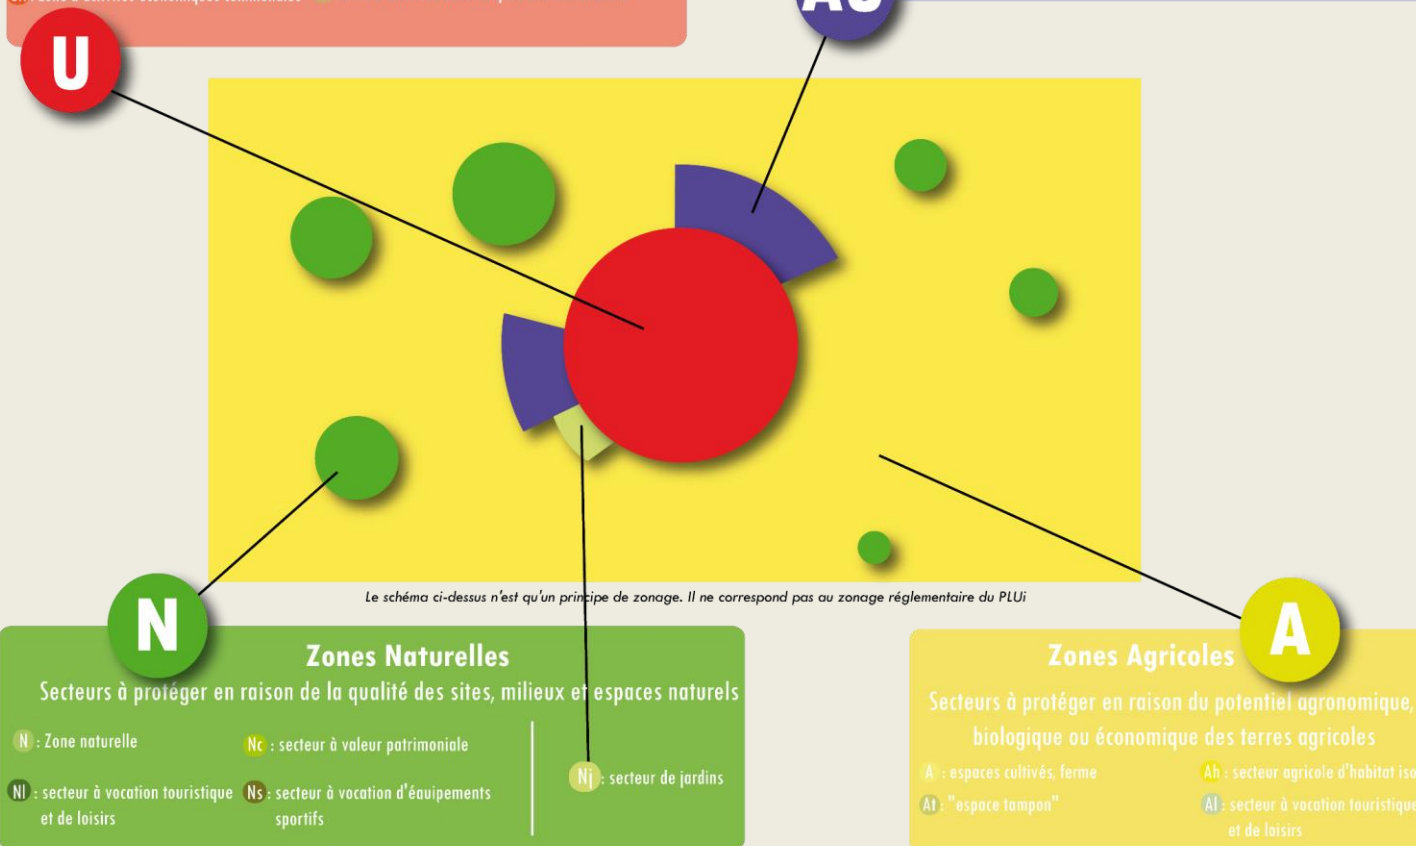 U
AU
Le schéma ci-dessus n'est qu'un principe de zonage. Il ne correspond pas au zonage réglementaire du PLUi
N
Zones Naturelles
Secteurs à protéger en raison de la qualité des sites, milieux et espaces naturels
N : Zone naturelle
Nc : secteur à valeur patrimoniale
Nl : secteur à vocation touristique
et de loisirs
Ns : secteur à vocation d'équipements
sportifs
Nj : secteur de jardins
A
Zones Agricoles
Secteurs à protéger en raison du potentiel agronomique,
biologique ou économique des terres agricoles
A : espaces cultivés, ferme
Ah : secteur agricole d'habitat iso
At : "espace tampon"
Al : secteur à vocation touristique
et de loisirs